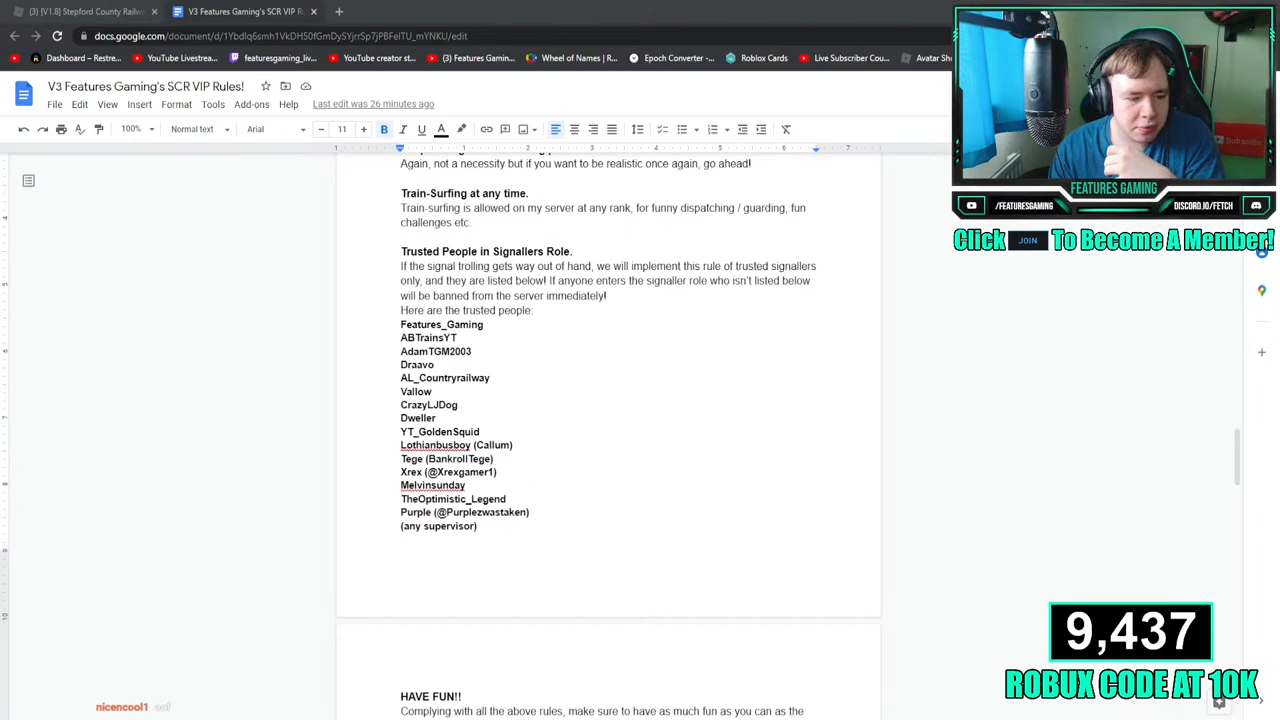 (3) [V1.8] Stepford County Railw
V3 Features Gaming's SCR VIP R
docs.google.com/document/d/1Ybdlq6smh1VkDH50fGmDySYjrrSp7jPBFeITU_mYNKU/edit
Dashboard – Restre...
YouTube Livestrea...
featuresgaming_liv...
YouTube creator st...
(3) Features Gamin...
Wheel of Names | R...
Epoch Converter -...
Roblox Cards
Live Subscriber Cou...
Avatar Sho
V3 Features Gaming's SCR VIP Rules!
File Edit View Insert Format Tools Add-ons Help Last edit was 26 minutes ago
100% Normal text Arial 11
Again, not a necessity but if you want to be realistic once again, go ahead!
Train-Surfing at any time.
Train-surfing is allowed on my server at any rank, for funny dispatching / guarding, fun
challenges etc.
Trusted People in Signallers Role.
If the signal trolling gets way out of hand, we will implement this rule of trusted signallers
only, and they are listed below! If anyone enters the signaller role who isn't listed below
will be banned from the server immediately!
Here are the trusted people:
Features_Gaming
ABTrainsYT
AdamTGM2003
Draavo
AL_Countryrailway
Vallow
CrazyLJDog
Dweller
YT_GoldenSquid
Lothianbusboy (Callum)
Tege (BankrollTege)
Xrex (@Xrexgamer1)
Melvinsunday
TheOptimistic_Legend
Purple (@Purplezwastaken)
(any supervisor)
HAVE FUN!!
Complying with all the above rules, make sure to have as much fun as you can as the
Subscribe
FEATURES GAMING
/FEATURESGAMING
DISCORD.IO/FETCH
Click JOIN To Become A Member!
9,437
ROBUX CODE AT 10K
nicencool1 oof